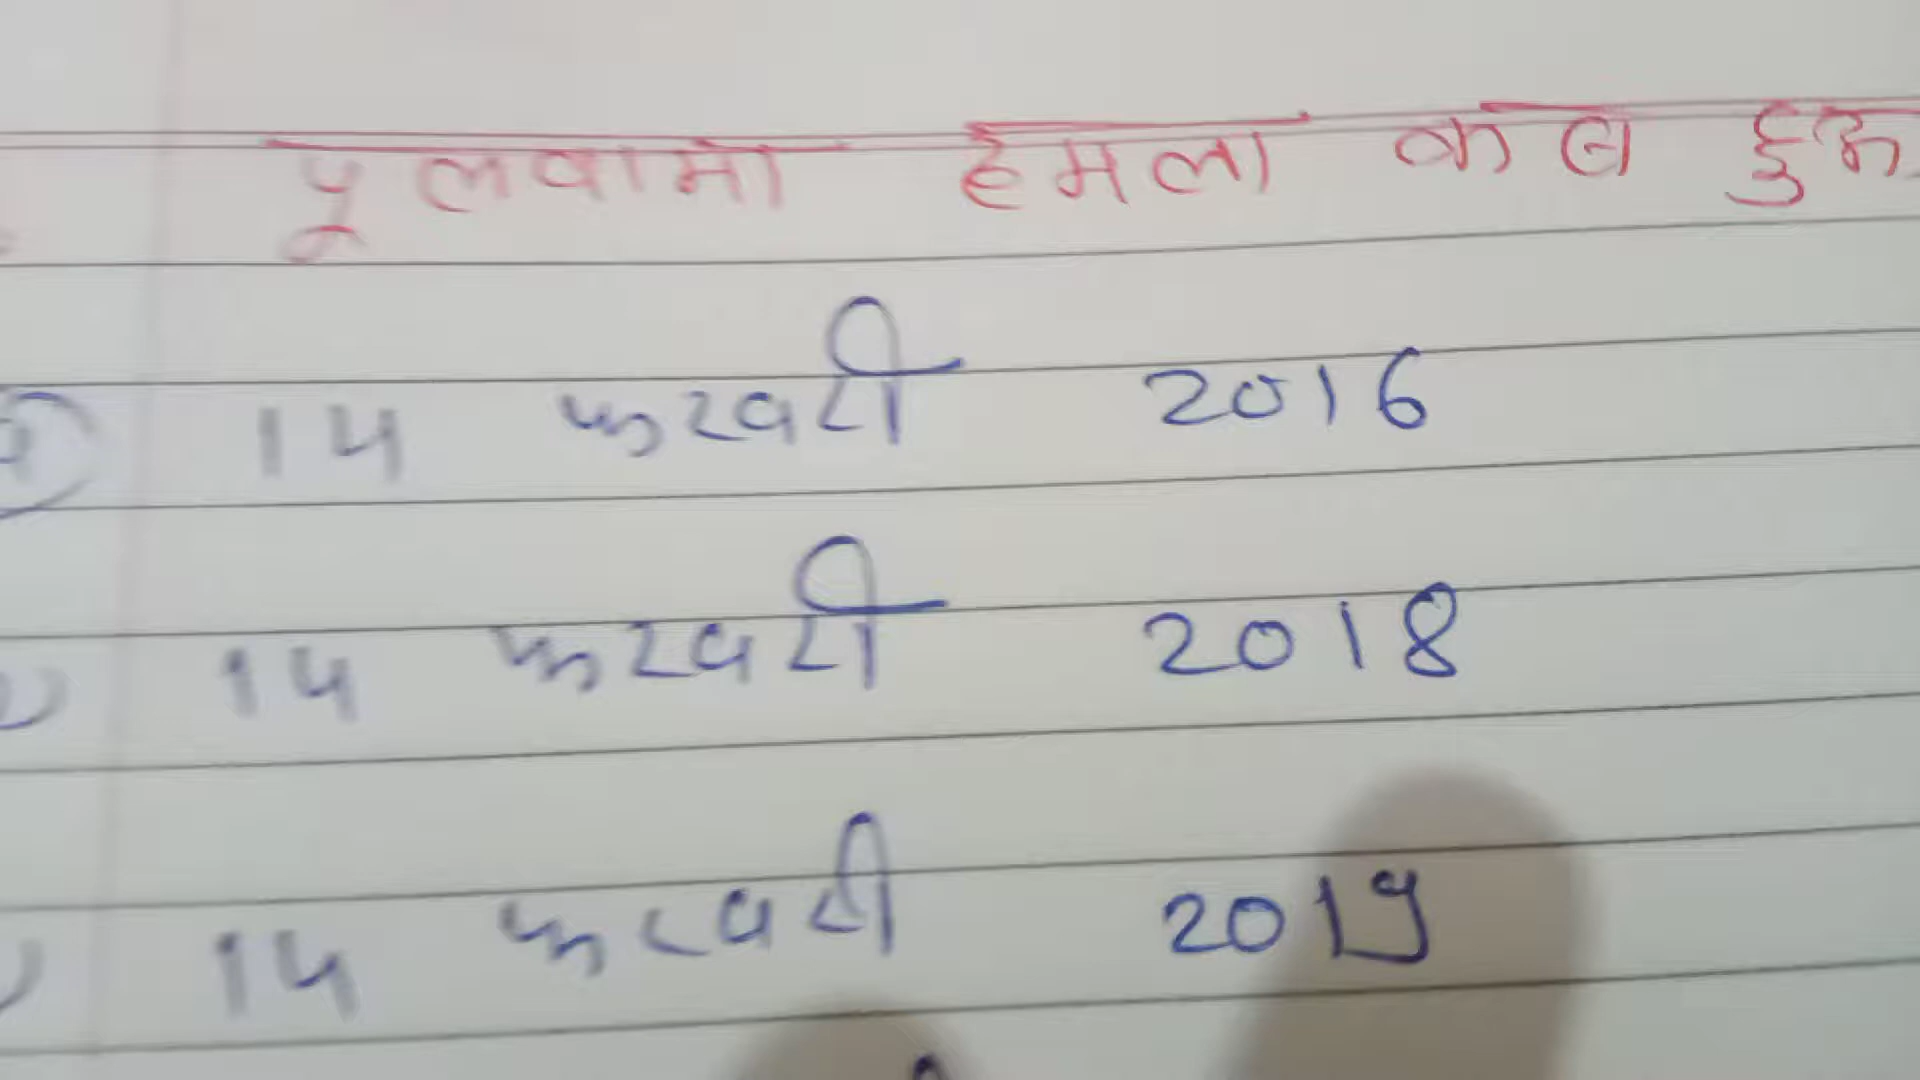 पूलवामा हमला कब हुआ
14 फरवरी 2016
14 फरवरी 2018
14 फरवरी 2019